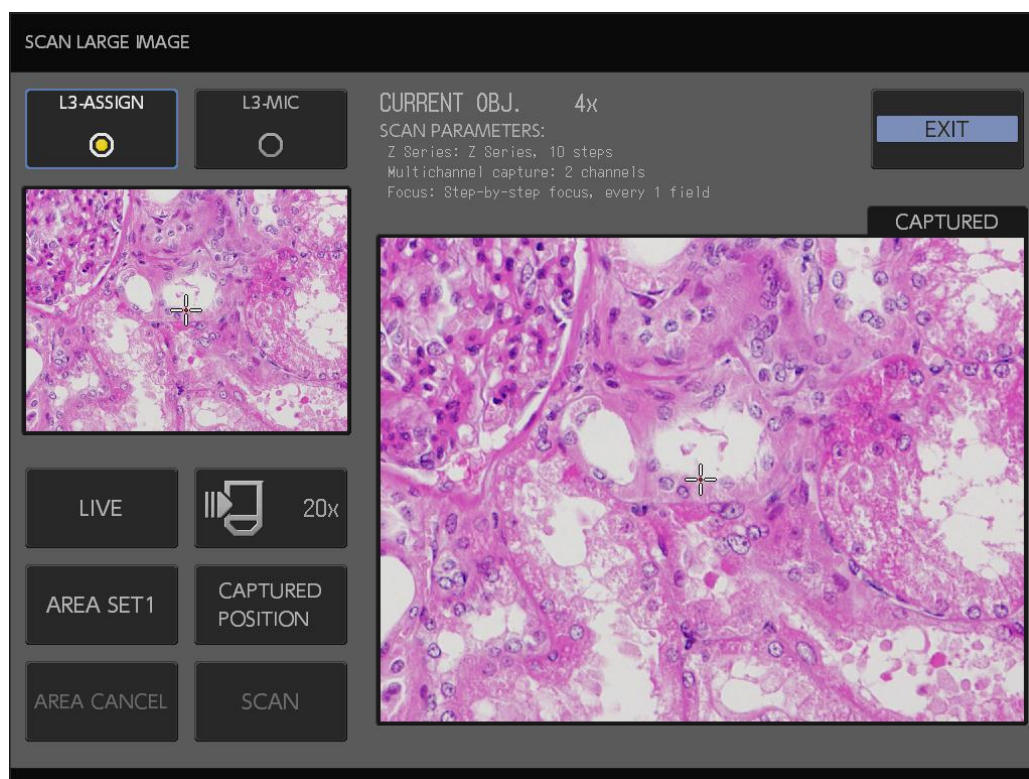 SCAN LARGE IMAGE
L3-ASSIGN
L3-MIC
CURRENT OBJ. 4x
SCAN PARAMETERS:
Z Series: Z Series, 10 steps
Multichannel capture: 2 channels
Focus: Step-by-step focus, every 1 field
EXIT
CAPTURED
LIVE
20x
AREA SET1
CAPTURED
POSITION
AREA CANCEL
SCAN